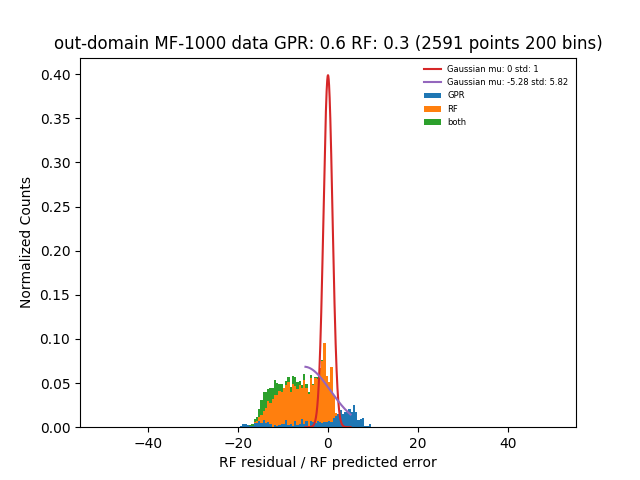 out-domain MF-1000 data GPR: 0.6 RF: 0.3 (2591 points 200 bins)
Gaussian mu: 0 std: 1
Gaussian mu: -5.28 std: 5.82
GPR
RF
both
Normalized Counts
0.40
0.35
0.30
0.25
0.20
0.15
0.10
0.05
0.00
−40 −20 0 20 40
RF residual / RF predicted error